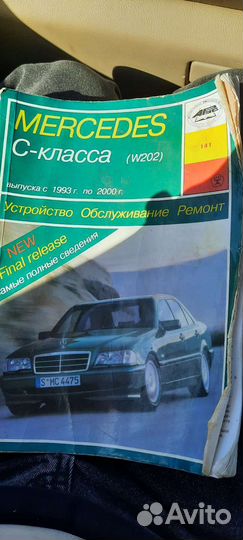 MERCEDES
С-класса (W202)
141
выпуска с 1993 г. по 2000 г.
Устройство Обслуживание Ремонт
NEW
Final release
самые полные сведения
S·MC 4475
Avito